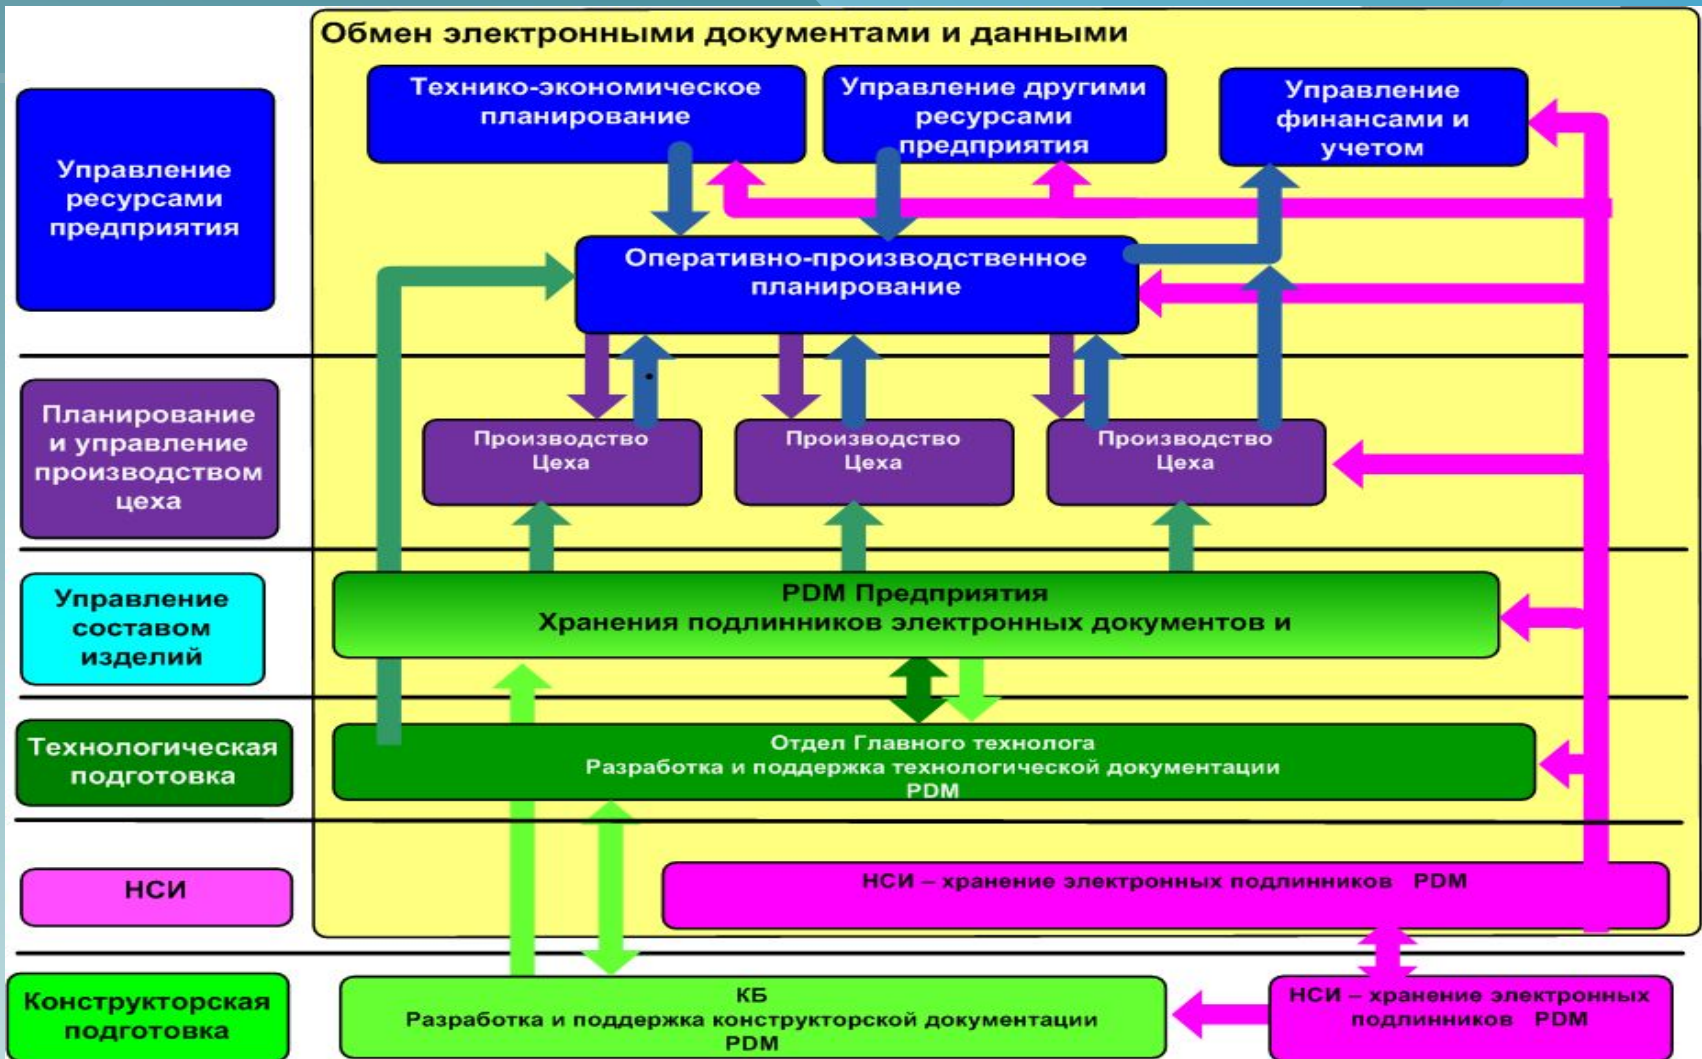 Обмен электронными документами и данными
Технико-экономическое
планирование
Управление другими
ресурсами
предприятия
Управление
финансами и
учетом
Управление
ресурсами
предприятия
Оперативно-производственное
планирование
Планирование
и управление
производством
цеха
Производство
Цеха
Производство
Цеха
Производство
Цеха
Управление
составом
изделий
PDM Предприятия
Хранения подлинников электронных документов и
Технологическая
подготовка
Отдел Главного технолога
Разработка и поддержка технологической документации
PDM
НСИ
НСИ – хранение электронных подлинников PDM
Конструкторская
подготовка
КБ
Разработка и поддержка конструкторской документации
PDM
НСИ – хранение электронных
подлинников PDM